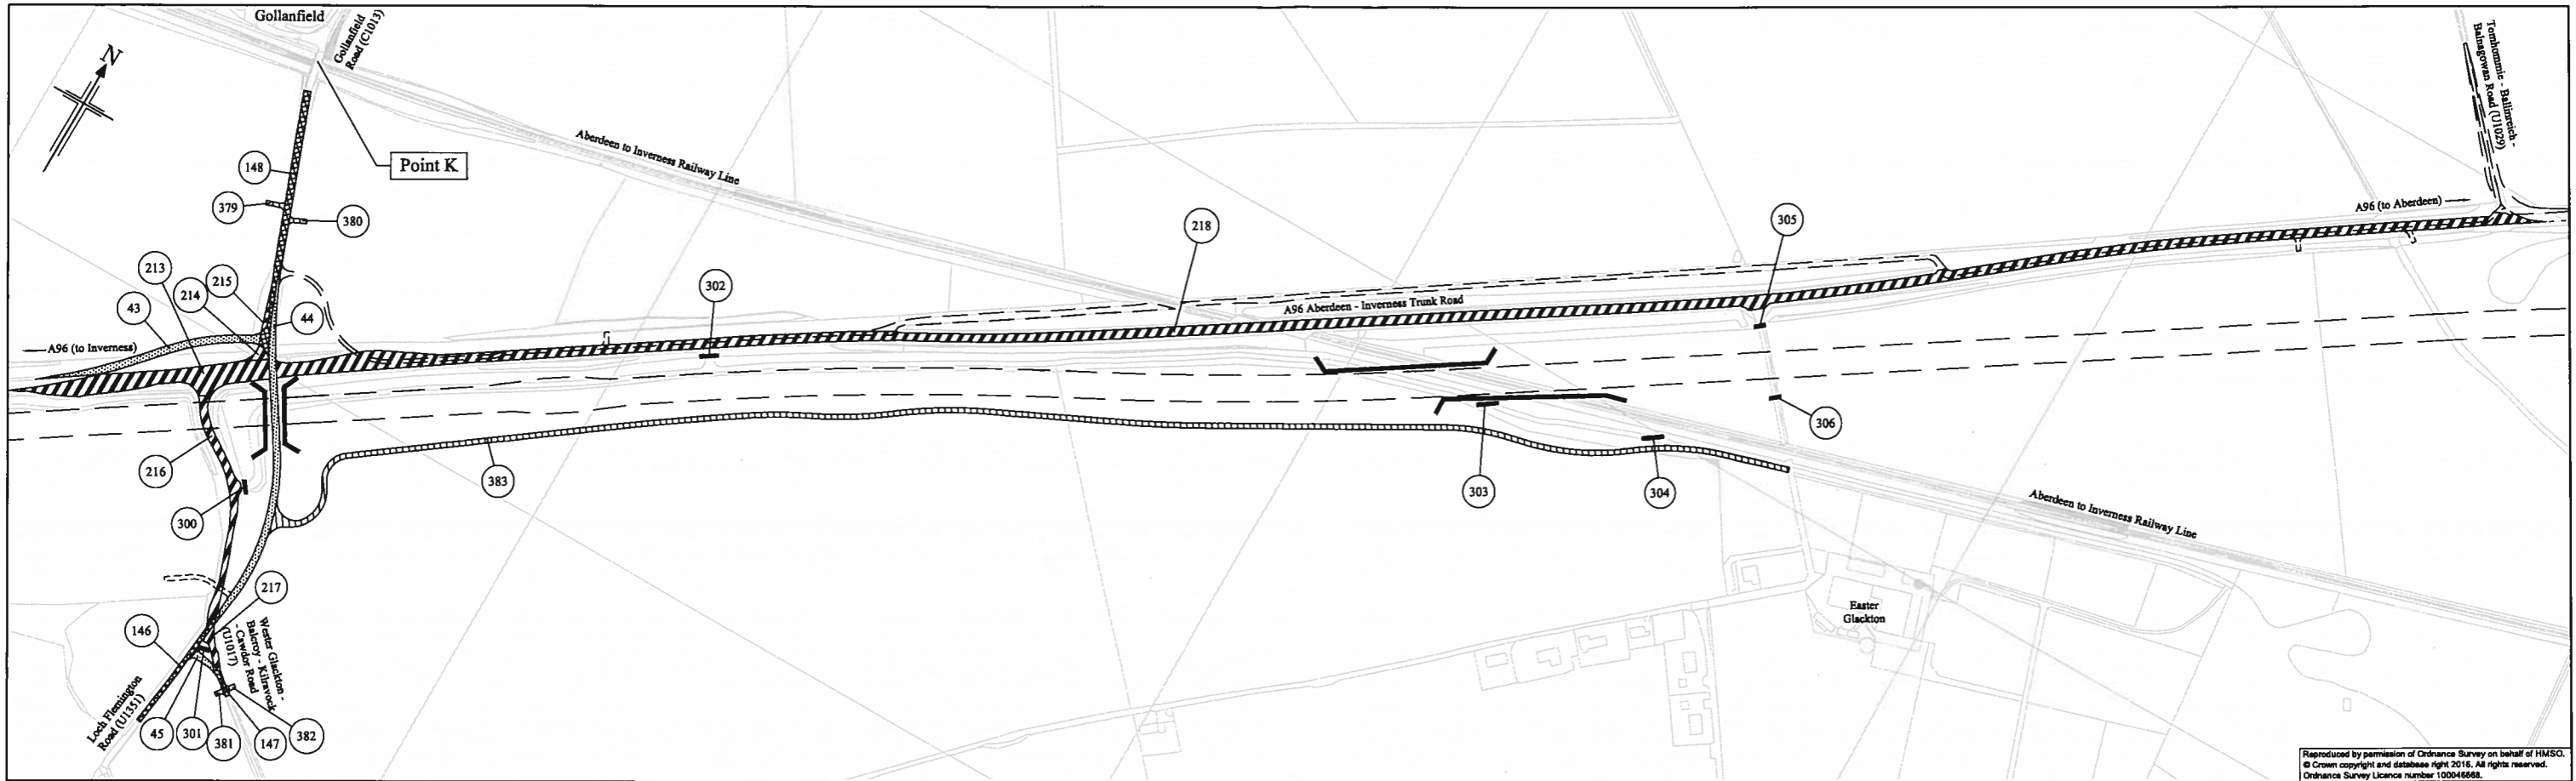 Gollanfield
Gollanfield
Road (C1013)
N
Point K
148
379
380
Aberdeen to Inverness Railway Line
Tomhommie - Ballinreich -
Balnagowan Road (U1029)
A96 (to Aberdeen)
213
214
215
43
44
A96 (to Inverness)
302
218
A96 Aberdeen - Inverness Trunk Road
305
306
216
300
383
303
304
Aberdeen to Inverness Railway Line
Easter
Glackton
217
146
Wester Glackton -
Balcroy - Kilravock
- Cawdor Road
(U1017)
Loch Flemington
Road (U1351)
45
301
381
147
382
Reproduced by permission of Ordnance Survey on behalf of HMSO.
© Crown copyright and database right 2016. All rights reserved.
Ordnance Survey Licence number 100046668.